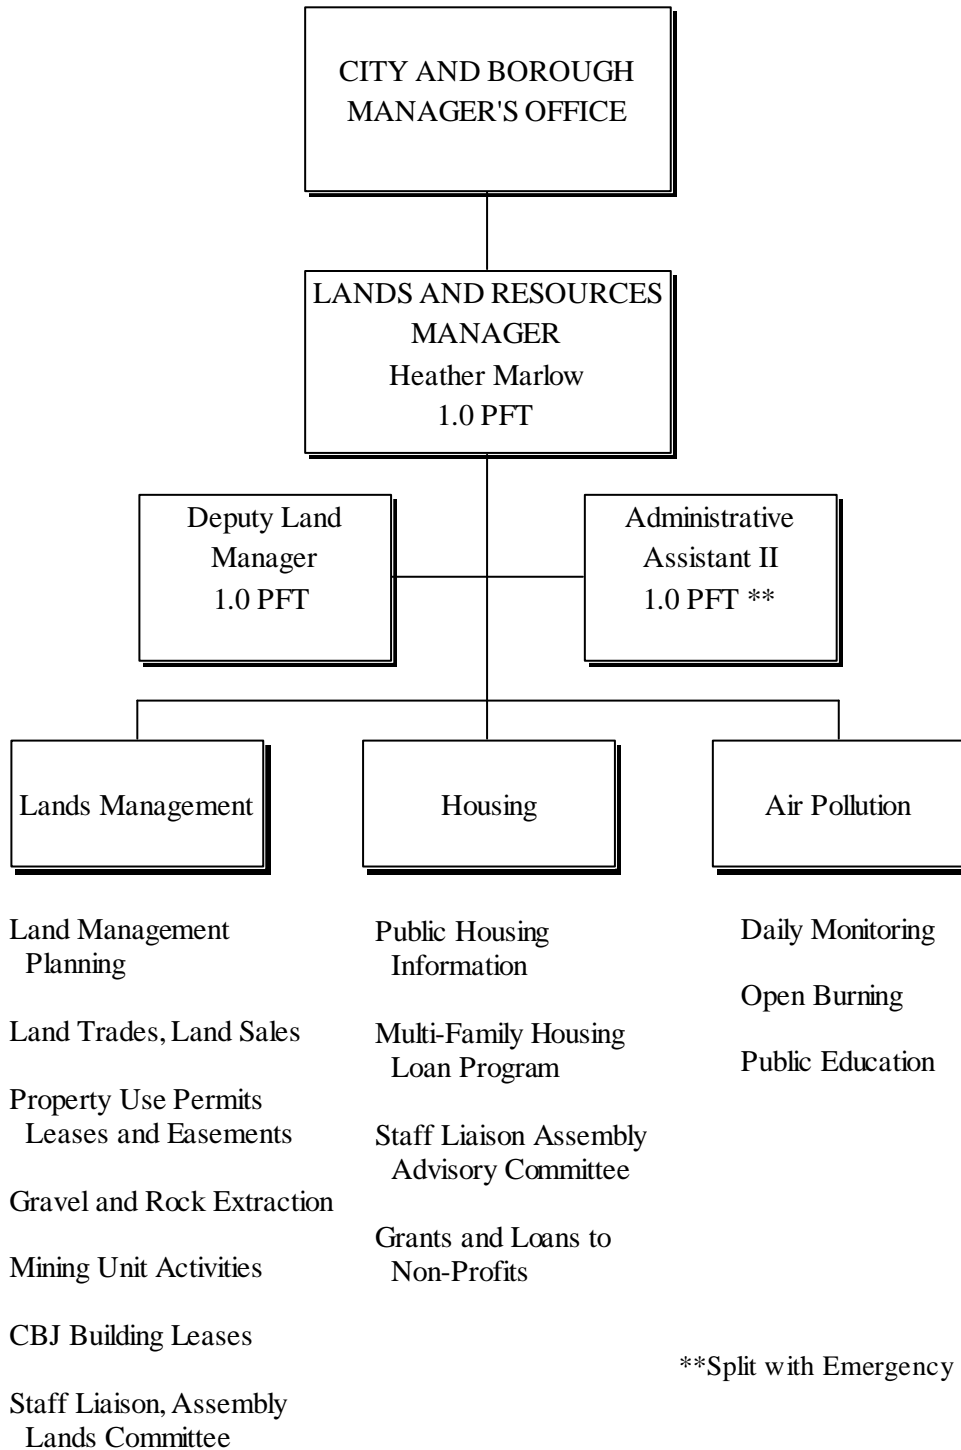 CITY AND BOROUGH
MANAGER'S OFFICE
LANDS AND RESOURCES
MANAGER
Heather Marlow
1.0 PFT
Deputy Land
Manager
1.0 PFT
Administrative
Assistant II
1.0 PFT **
Lands Management
Housing
Air Pollution
Land Management
Planning
Land Trades, Land Sales
Property Use Permits
Leases and Easements
Gravel and Rock Extraction
Mining Unit Activities
CBJ Building Leases
Staff Liaison, Assembly
Lands Committee
Public Housing
Information
Multi-Family Housing
Loan Program
Staff Liaison Assembly
Advisory Committee
Grants and Loans to
Non-Profits
Daily Monitoring
Open Burning
Public Education
**Split with Emergency